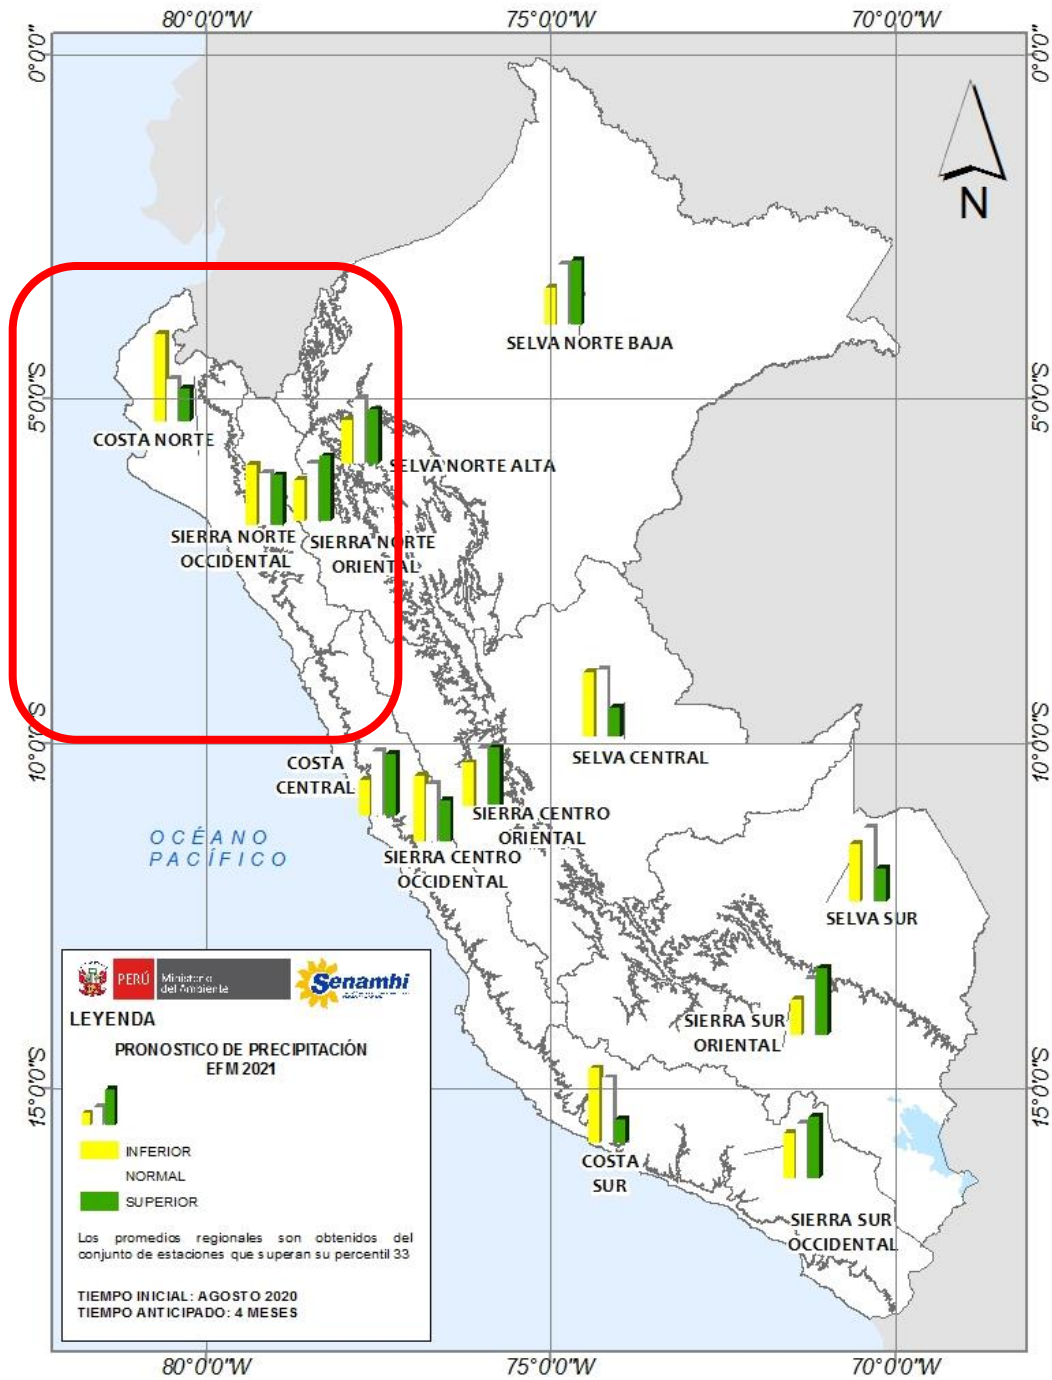 80°0'0"W 75°0'0"W 70°0'0"W
0°0'0" 0°0'0"
N
SELVA NORTE BAJA
5°0'0"S 5°0'0"S
COSTA NORTE
SELVA NORTE ALTA
SIERRA NORTE
OCCIDENTAL
SIERRA NORTE
ORIENTAL
10°0'0"S 10°0'0"S
SELVA CENTRAL
COSTA
CENTRAL
SIERRA CENTRO
ORIENTAL
OCÉANO
PACÍFICO
SIERRA CENTRO
OCCIDENTAL
SELVA SUR
SIERRA SUR
ORIENTAL
15°0'0"S 15°0'0"S
COSTA
SUR
SIERRA SUR
OCCIDENTAL
PERÚ
Ministerio
del Ambiente
Senamhi
LEYENDA
PRONOSTICO DE PRECIPITACIÓN
EFM 2021
INFERIOR
NORMAL
SUPERIOR
Los promedios regionales son obtenidos del
conjunto de estaciones que superan su percentil 33
TIEMPO INICIAL: AGOSTO 2020
TIEMPO ANTICIPADO: 4 MESES
80°0'0"W 75°0'0"W 70°0'0"W